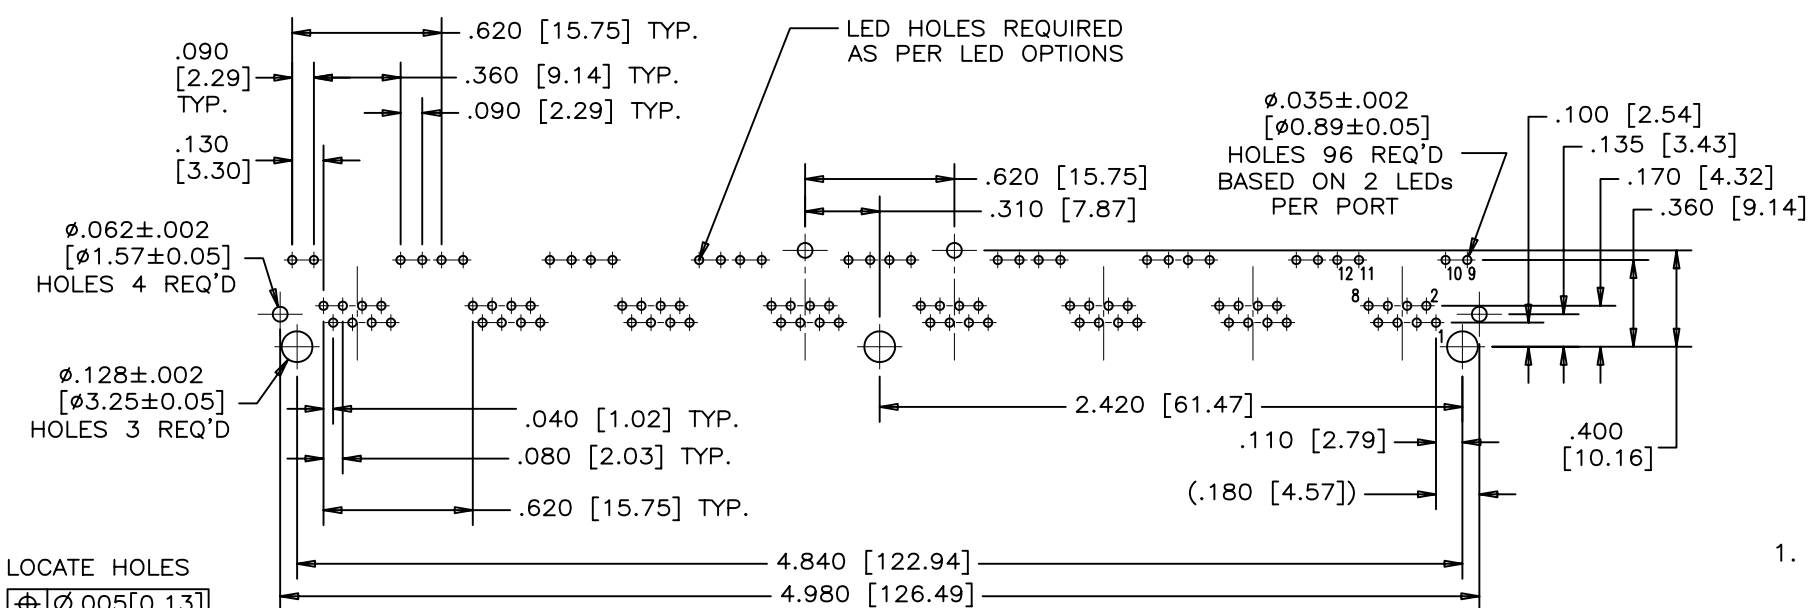 .620 [15.75] TYP.
.090
[2.29]
TYP.
.360 [9.14] TYP.
.090 [2.29] TYP.
.130
[3.30]
LED HOLES REQUIRED
AS PER LED OPTIONS
ø.035±.002
[ø0.89±0.05]
HOLES 96 REQ'D
BASED ON 2 LEDs
PER PORT
.100 [2.54]
.135 [3.43]
.170 [4.32]
.360 [9.14]
.620 [15.75]
.310 [7.87]
ø.062±.002
[ø1.57±0.05]
HOLES 4 REQ'D
12 11
10 9
8
2
1
ø.128±.002
[ø3.25±0.05]
HOLES 3 REQ'D
.040 [1.02] TYP.
.080 [2.03] TYP.
.620 [15.75] TYP.
2.420 [61.47]
.110 [2.79]
.400
[10.16]
(.180 [4.57])
4.840 [122.94]
4.980 [126.49]
LOCATE HOLES
⌖ Ø.005[0.13]
1.